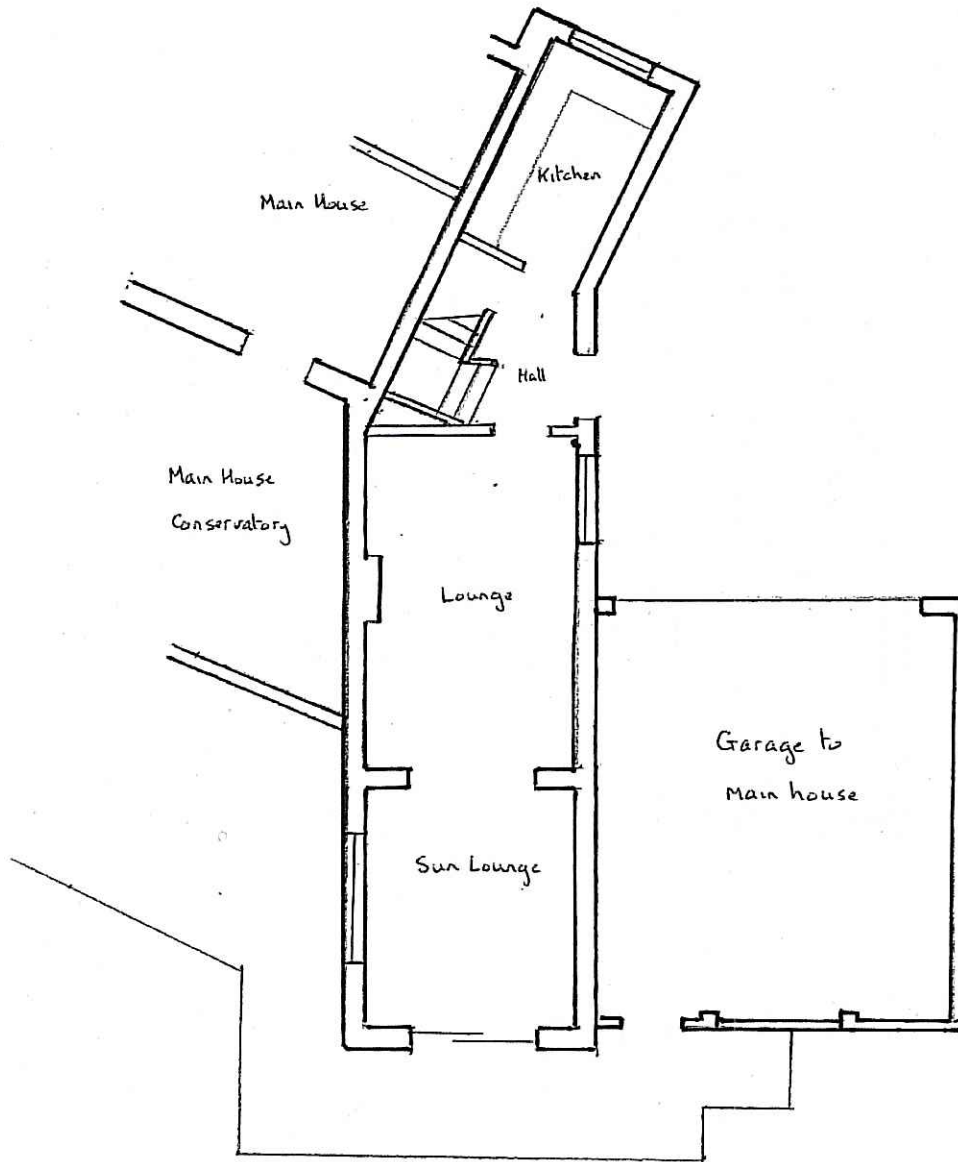 Kitchen
Main House
Hall
Main House
Conservatory
Lounge
Garage to
Main house
Sun Lounge